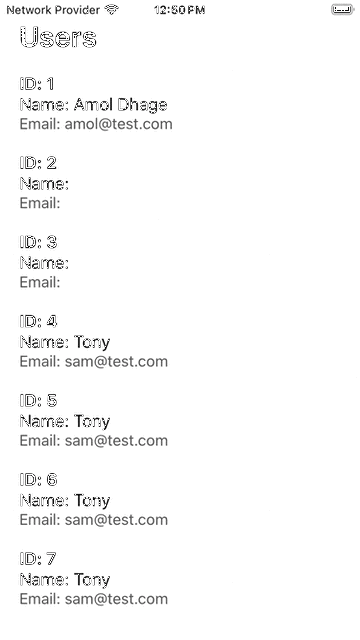 Network Provider 12:50 PM
Users
ID: 1
Name: Amol Dhage
Email: amol@test.com
ID: 2
Name:
Email:
ID: 3
Name:
Email:
ID: 4
Name: Tony
Email: sam@test.com
ID: 5
Name: Tony
Email: sam@test.com
ID: 6
Name: Tony
Email: sam@test.com
ID: 7
Name: Tony
Email: sam@test.com